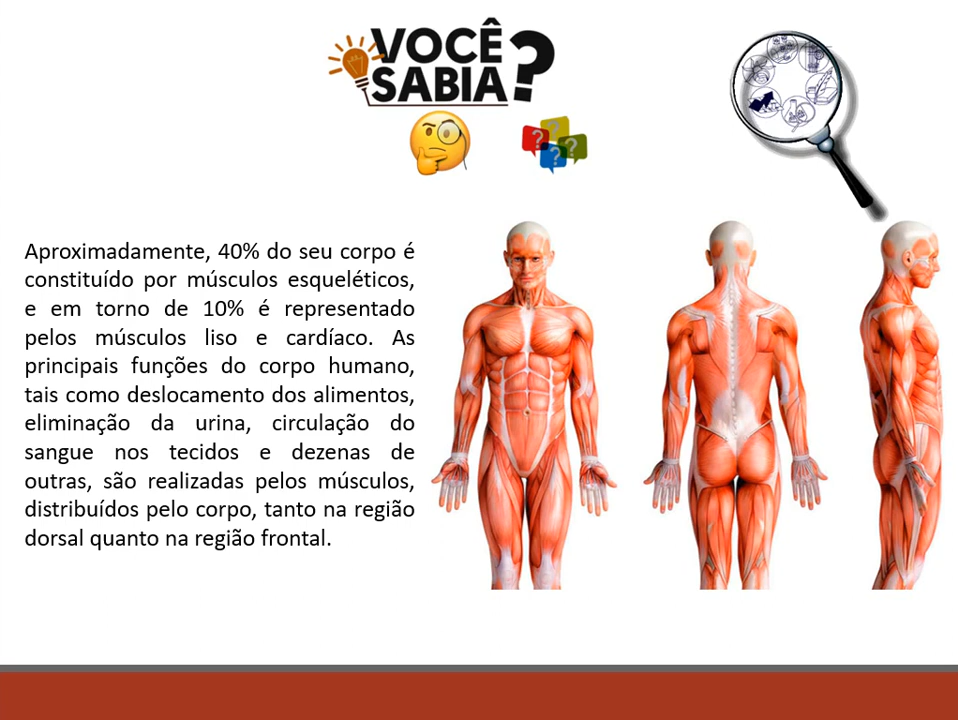 VOCÊ
SABIA?
Aproximadamente, 40% do seu corpo é
constituído por músculos esqueléticos,
e em torno de 10% é representado
pelos músculos liso e cardíaco. As
principais funções do corpo humano,
tais como deslocamento dos alimentos,
eliminação da urina, circulação do
sangue nos tecidos e dezenas de
outras, são realizadas pelos músculos,
distribuídos pelo corpo, tanto na região
dorsal quanto na região frontal.